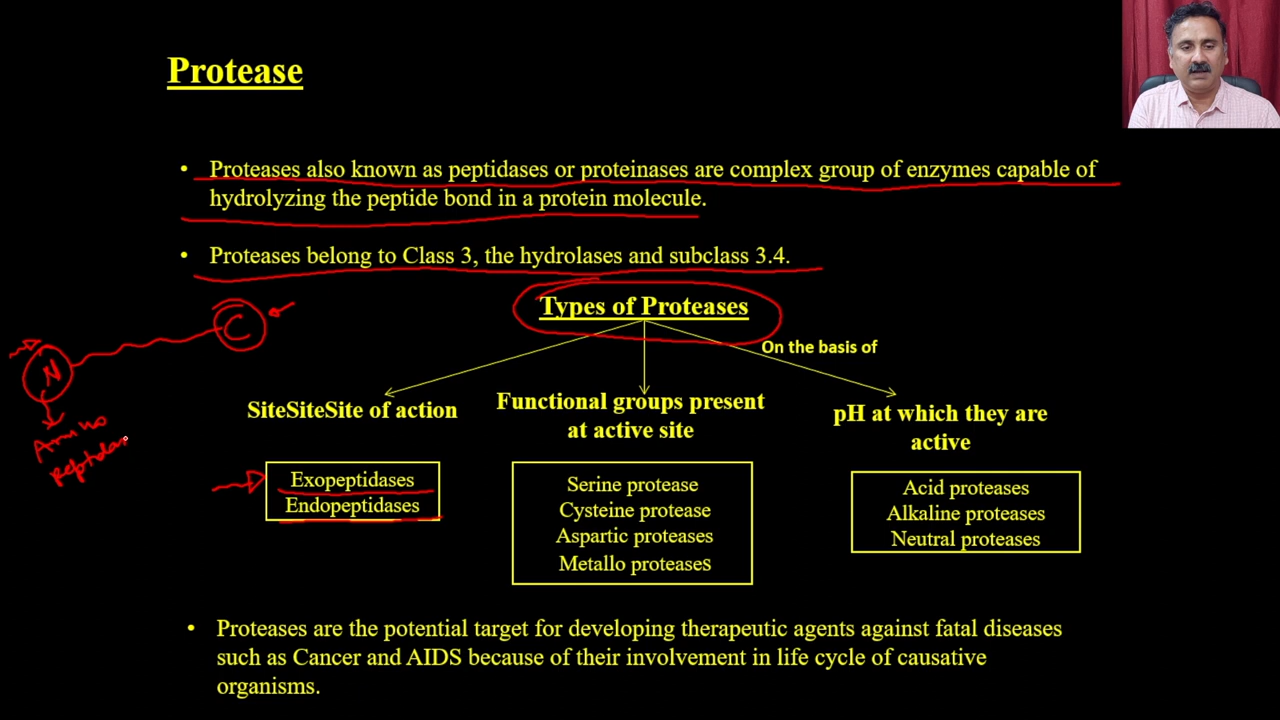 Protease
• Proteases also known as peptidases or proteinases are complex group of enzymes capable of
hydrolyzing the peptide bond in a protein molecule.
• Proteases belong to Class 3, the hydrolases and subclass 3.4.
Types of Proteases
On the basis of
C
N
Amino
peptidas
SiteSiteSite of action
Exopeptidases
Endopeptidases
Functional groups present
at active site
Serine protease
Cysteine protease
Aspartic proteases
Metallo proteases
pH at which they are
active
Acid proteases
Alkaline proteases
Neutral proteases
• Proteases are the potential target for developing therapeutic agents against fatal diseases
such as Cancer and AIDS because of their involvement in life cycle of causative
organisms.